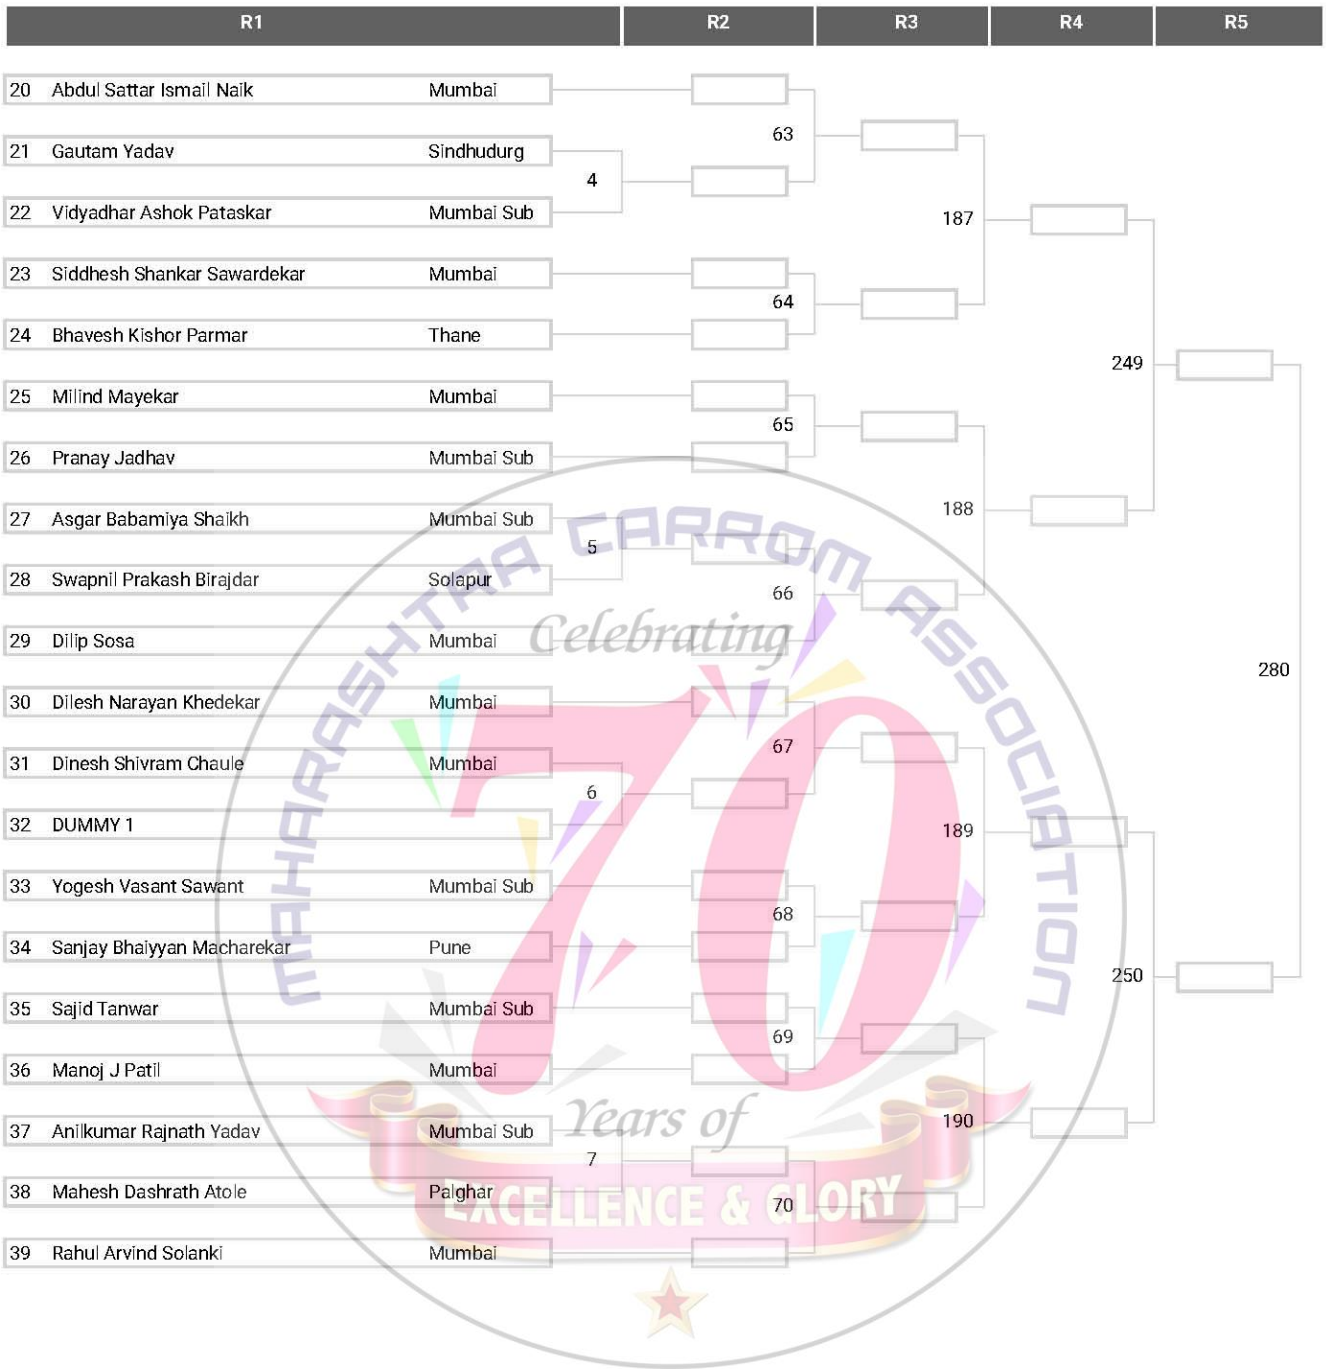 R1 R2 R3 R4 R5
20 Abdul Sattar Ismail Naik Mumbai
63
21 Gautam Yadav Sindhudurg
4
22 Vidyadhar Ashok Pataskar Mumbai Sub
187
23 Siddhesh Shankar Sawardekar Mumbai
64
24 Bhavesh Kishor Parmar Thane
249
25 Milind Mayekar Mumbai
65
26 Pranay Jadhav Mumbai Sub
188
27 Asgar Babamiya Shaikh Mumbai Sub
5
28 Swapnil Prakash Birajdar Solapur
66
29 Dilip Sosa Mumbai
280
30 Dilesh Narayan Khedekar Mumbai
67
31 Dinesh Shivram Chaule Mumbai
6
32 DUMMY 1
189
33 Yogesh Vasant Sawant Mumbai Sub
68
34 Sanjay Bhaiyyan Macharekar Pune
250
35 Sajid Tanwar Mumbai Sub
69
36 Manoj J Patil Mumbai
190
37 Anilkumar Rajnath Yadav Mumbai Sub
7
38 Mahesh Dashrath Atole Palghar
70
39 Rahul Arvind Solanki Mumbai
MAHARASHTRA CARROM ASSOCIATION
Celebrating
70
Years of
EXCELLENCE & GLORY